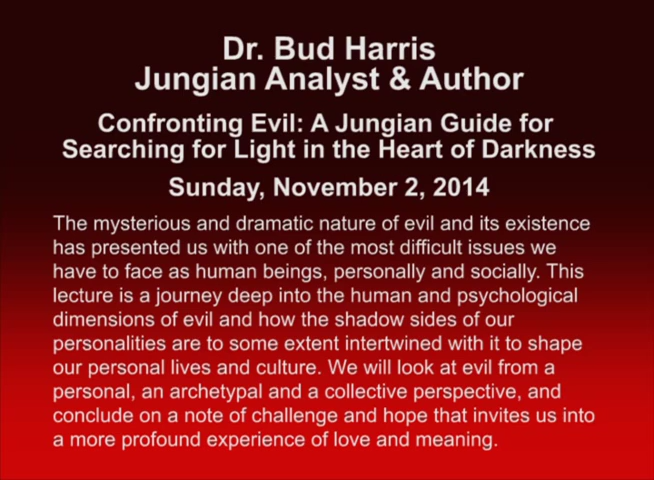 Dr. Bud Harris
Jungian Analyst & Author
Confronting Evil: A Jungian Guide for
Searching for Light in the Heart of Darkness
Sunday, November 2, 2014
The mysterious and dramatic nature of evil and its existence
has presented us with one of the most difficult issues we
have to face as human beings, personally and socially. This
lecture is a journey deep into the human and psychological
dimensions of evil and how the shadow sides of our
personalities are to some extent intertwined with it to shape
our personal lives and culture. We will look at evil from a
personal, an archetypal and a collective perspective, and
conclude on a note of challenge and hope that invites us into
a more profound experience of love and meaning.